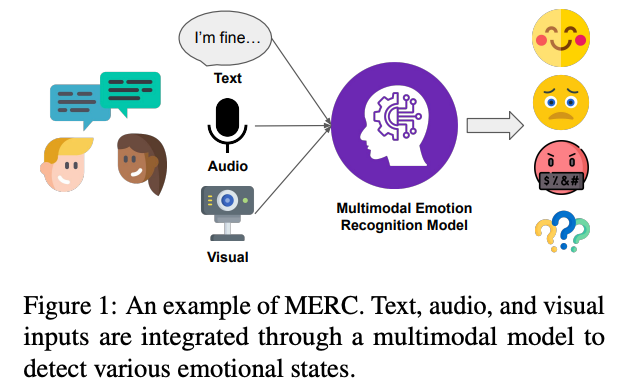 I'm fine…
Text
Audio
Visual
Multimodal Emotion
Recognition Model
$%&#
Figure 1: An example of MERC. Text, audio, and visual
inputs are integrated through a multimodal model to
detect various emotional states.